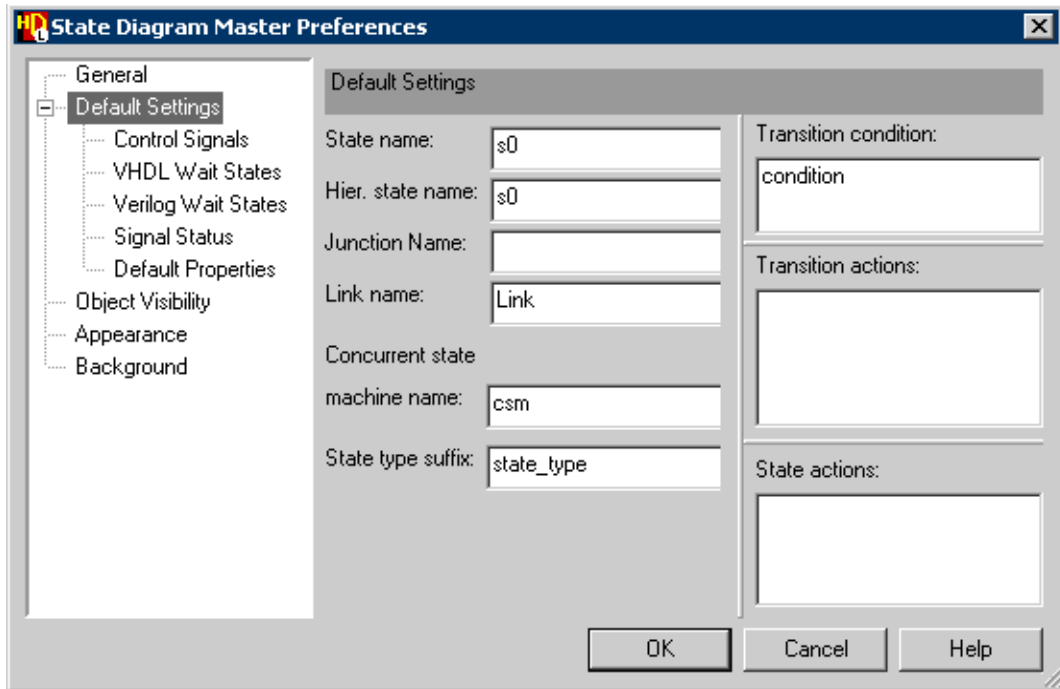 HDL State Diagram Master Preferences
General
Default Settings
Control Signals
VHDL Wait States
Verilog Wait States
Signal Status
Default Properties
Object Visibility
Appearance
Background
Default Settings
State name: s0
Hier. state name: s0
Junction Name:
Link name: Link
Concurrent state
machine name: csm
State type suffix: state_type
Transition condition:
condition
Transition actions:
State actions:
OK Cancel Help